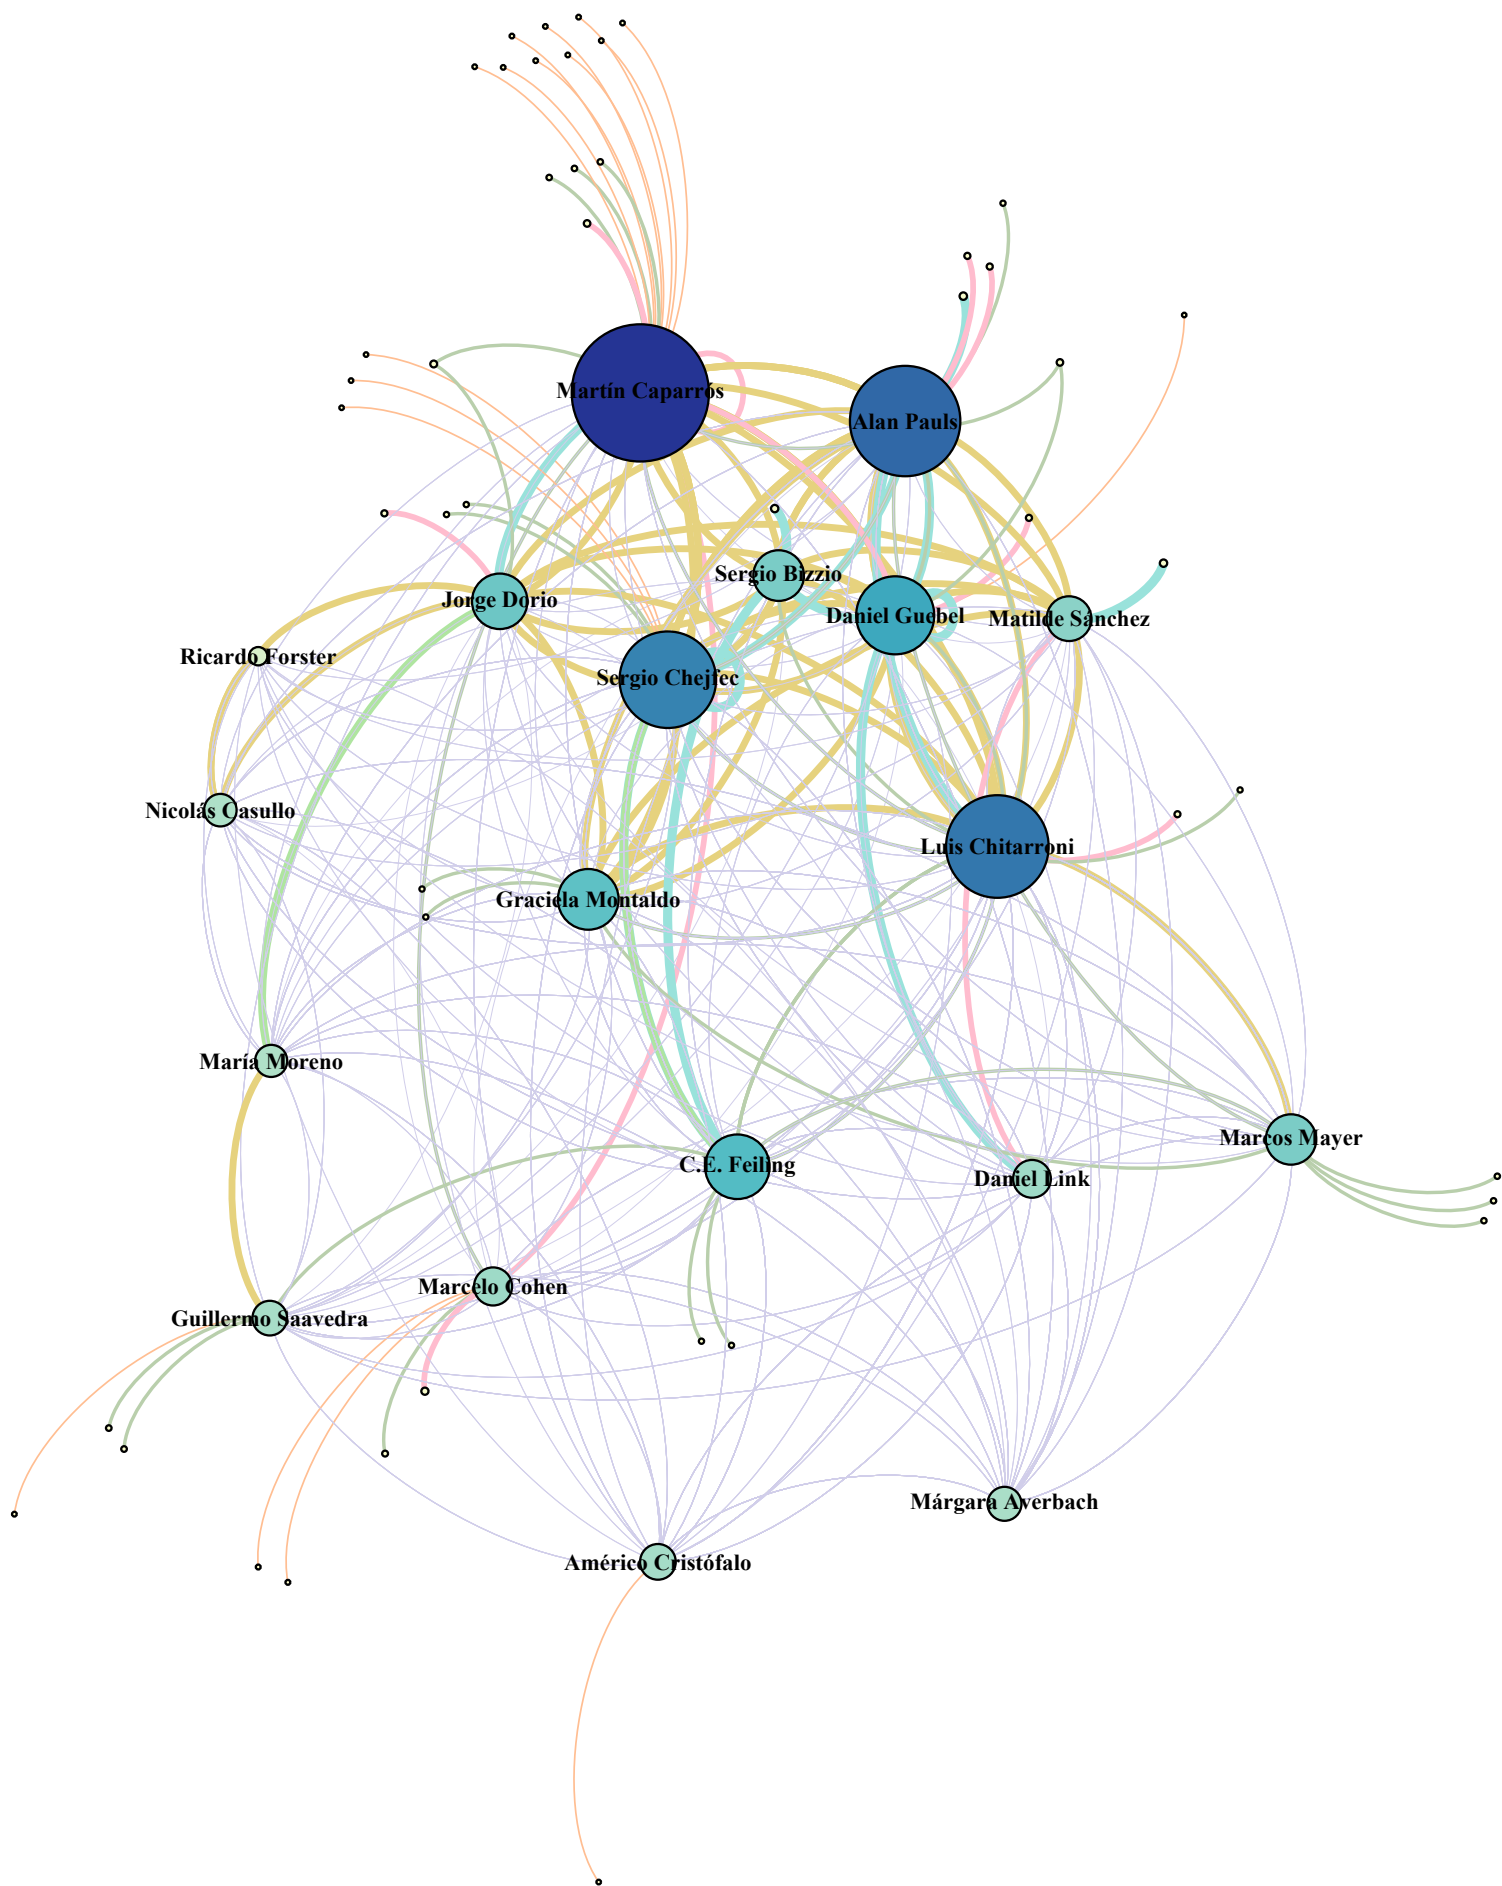 Martín Caparrós
Alan Pauls
Sergio Bizzio
Jorge Dorio
Daniel Guebel
Matilde Sánchez
Ricardo Forster
Sergio Chejfec
Nicolás Casullo
Luis Chitarroni
Graciela Montaldo
María Moreno
Marcos Mayer
C.E. Feiling
Daniel Link
Marcelo Cohen
Guillermo Saavedra
Márgara Averbach
Américo Cristófalo